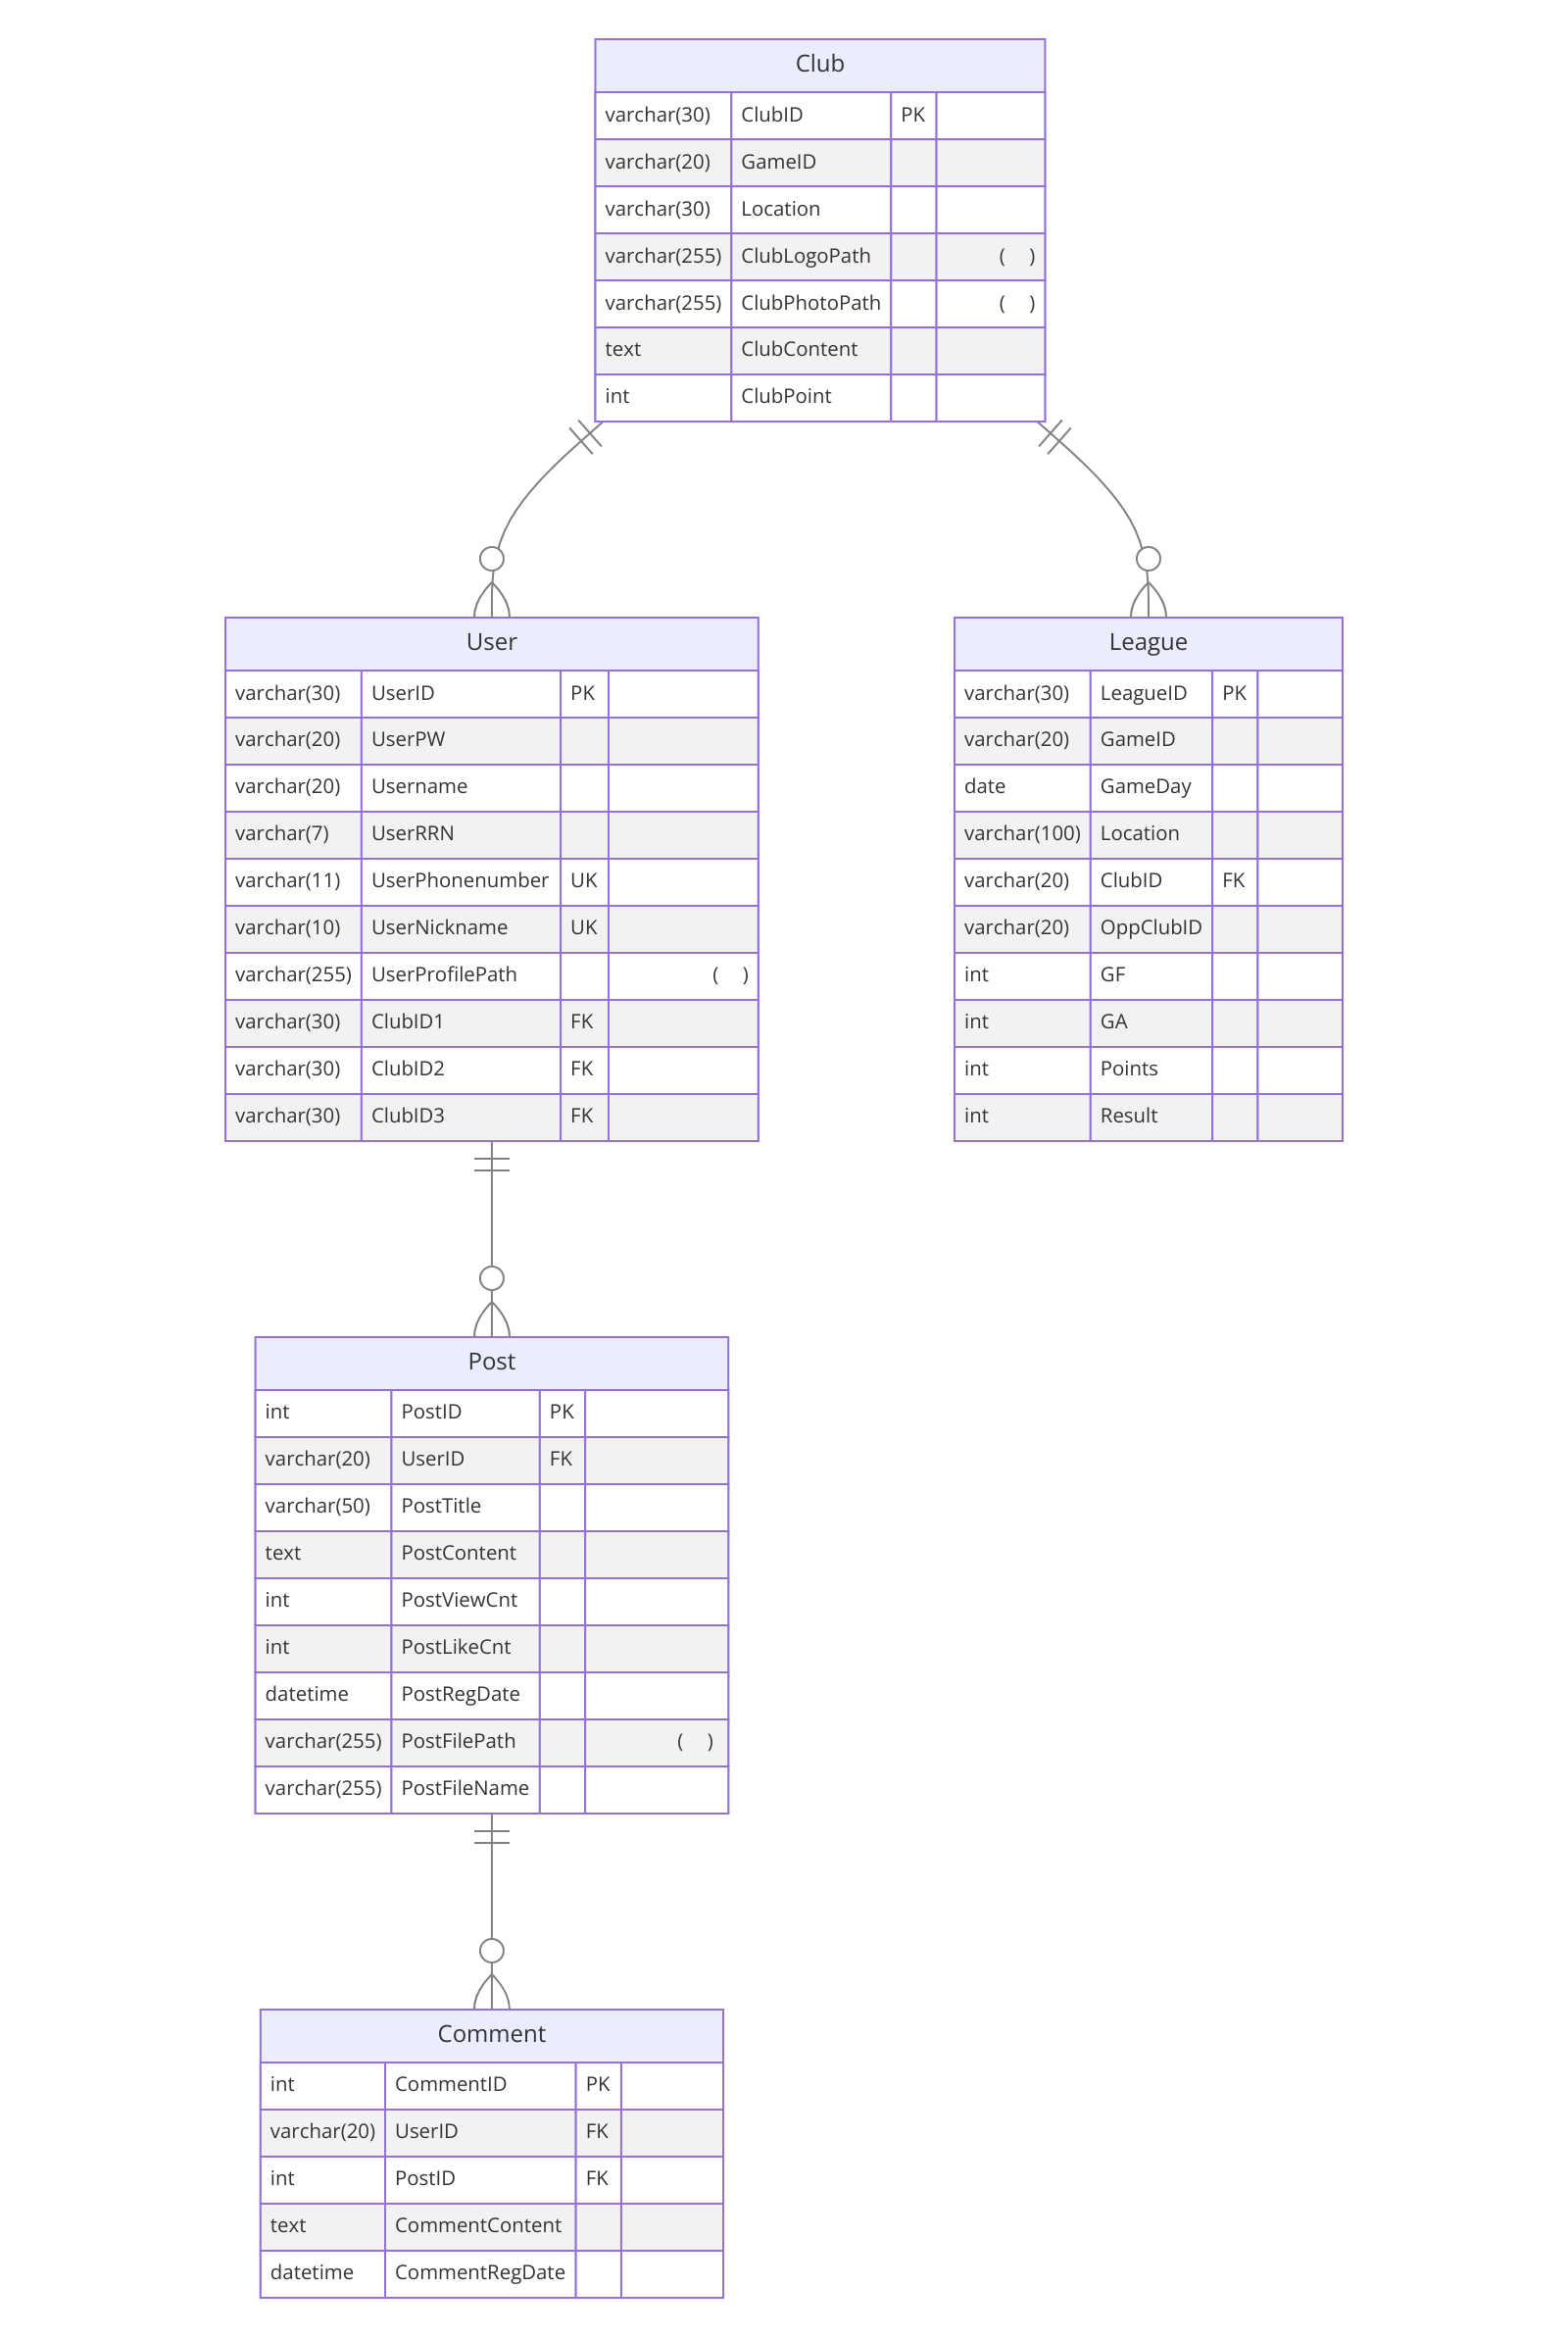 Club
varchar(30) ClubID PK
varchar(20) GameID
varchar(30) Location
varchar(255) ClubLogoPath ( )
varchar(255) ClubPhotoPath ( )
text ClubContent
int ClubPoint
User
varchar(30) UserID PK
varchar(20) UserPW
varchar(20) Username
varchar(7) UserRRN
varchar(11) UserPhonenumber UK
varchar(10) UserNickname UK
varchar(255) UserProfilePath ( )
varchar(30) ClubID1 FK
varchar(30) ClubID2 FK
varchar(30) ClubID3 FK
League
varchar(30) LeagueID PK
varchar(20) GameID
date GameDay
varchar(100) Location
varchar(20) ClubID FK
varchar(20) OppClubID
int GF
int GA
int Points
int Result
Post
int PostID PK
varchar(20) UserID FK
varchar(50) PostTitle
text PostContent
int PostViewCnt
int PostLikeCnt
datetime PostRegDate
varchar(255) PostFilePath ( )
varchar(255) PostFileName
Comment
int CommentID PK
varchar(20) UserID FK
int PostID FK
text CommentContent
datetime CommentRegDate